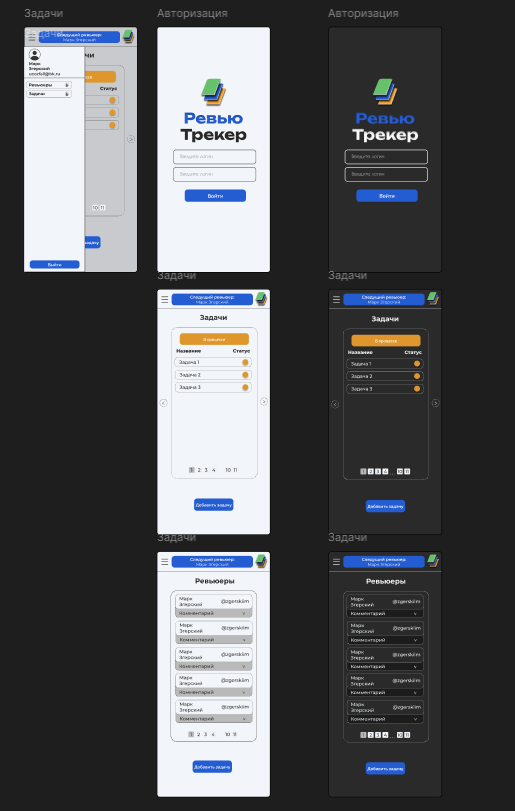 Задачи
Следущий ревьюер:
Марк Згерский
Марк
Згерский
Ревьюеры
Задачи
Статус
10 11
Выйти
Авторизация
Ревью
Трекер
Введите логин
Введите логин
Войти
Авторизация
Ревью
Трекер
Введите логин
Введите логин
Войти
Задачи
Следущий ревьюер:
Марк Згерский
Задачи
В процессе
Название Статус
Задача 1
Задача 2
Задача 3
< >
1 2 3 4 10 11
Добавить задачу
Задачи
Следущий ревьюер:
Марк Згерский
Задачи
В процессе
Название Статус
Задача 1
Задача 2
Задача 3
< >
1 2 3 4 ... 10 11
Добавить задачу
Задачи
Следущий ревьюер:
Марк Згерский
Ревьюеры
Марк
Згерский @zgerskiim
Комментарий
Марк
Згерский @zgerskiim
Комментарий
Марк
Згерский @zgerskiim
Комментарий
Марк
Згерский @zgerskiim
Комментарий
Марк
Згерский @zgerskiim
Комментарий
1 2 3 4 10 11
Добавить задачу
Задачи
Следущий ревьюер:
Марк Згерский
Ревьюеры
Марк
Згерский @zgerskiim
Комментарий
Марк
Згерский @zgerskiim
Комментарий
Марк
Згерский @zgerskiim
Комментарий
Марк
Згерский @zgerskiim
Комментарий
Марк
Згерский @zgerskiim
Комментарий
1 2 3 4 ... 10 11
Добавить задачу